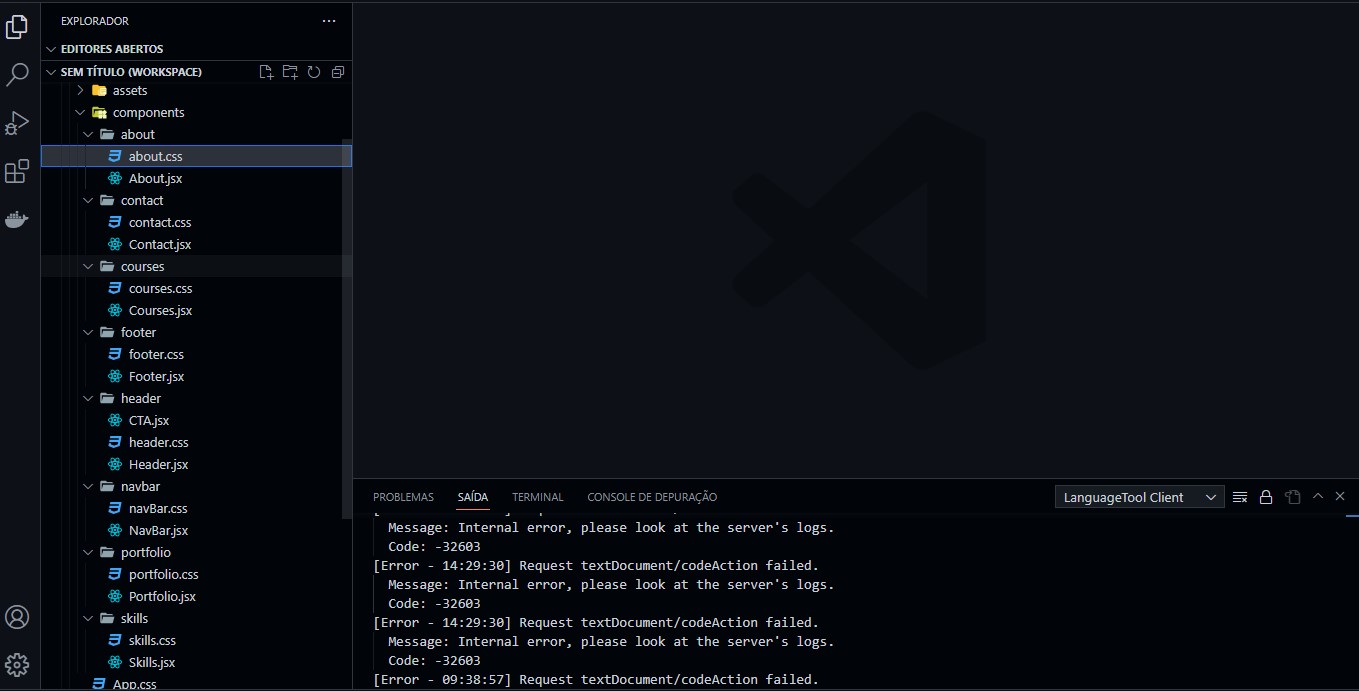 EXPLORADOR
EDITORES ABERTOS
SEM TÍTULO (WORKSPACE)
assets
components
about
about.css
About.jsx
contact
contact.css
Contact.jsx
courses
courses.css
Courses.jsx
footer
footer.css
Footer.jsx
header
CTA.jsx
header.css
Header.jsx
navbar
navBar.css
NavBar.jsx
portfolio
portfolio.css
Portfolio.jsx
skills
skills.css
Skills.jsx
App.css
PROBLEMAS SAÍDA TERMINAL CONSOLE DE DEPURAÇÃO LanguageTool Client
Message: Internal error, please look at the server's logs.
Code: -32603
[Error - 14:29:30] Request textDocument/codeAction failed.
Message: Internal error, please look at the server's logs.
Code: -32603
[Error - 14:29:30] Request textDocument/codeAction failed.
Message: Internal error, please look at the server's logs.
Code: -32603
[Error - 09:38:57] Request textDocument/codeAction failed.